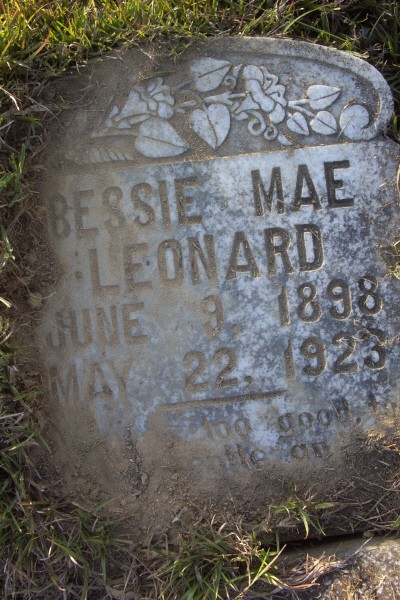 BESSIE MAE
LEONARD
JUNE 9, 1898
MAY 22, 1923
too good